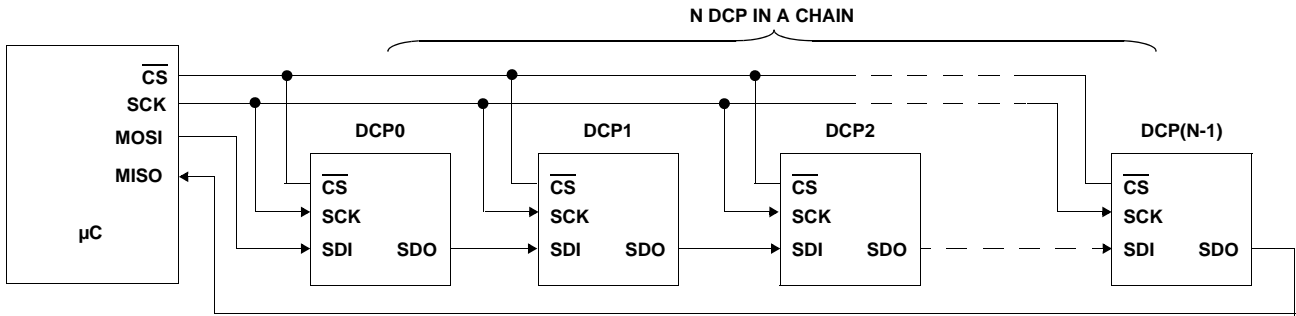 N DCP IN A CHAIN
CS
SCK
MOSI
MISO
µC
DCP0
CS
SCK
SDI SDO
DCP1
CS
SCK
SDI SDO
DCP2
CS
SCK
SDI SDO
DCP(N-1)
CS
SCK
SDI SDO